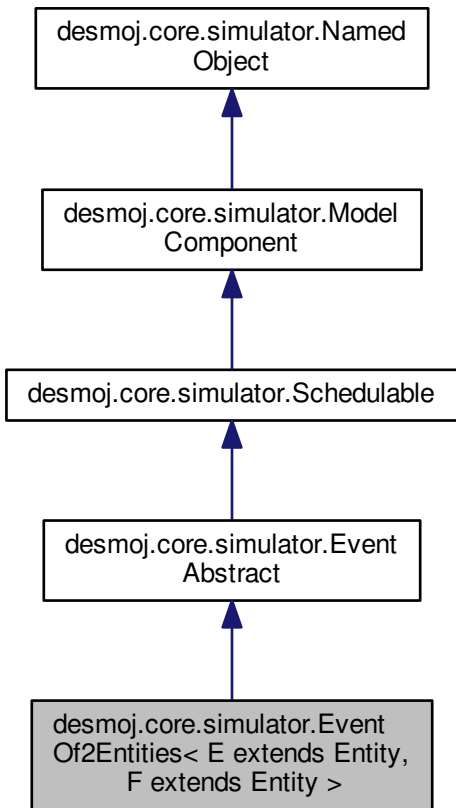 desmoj.core.simulator.Named
Object
desmoj.core.simulator.Model
Component
desmoj.core.simulator.Schedulable
desmoj.core.simulator.Event
Abstract
desmoj.core.simulator.Event
Of2Entities< E extends Entity,
F extends Entity >